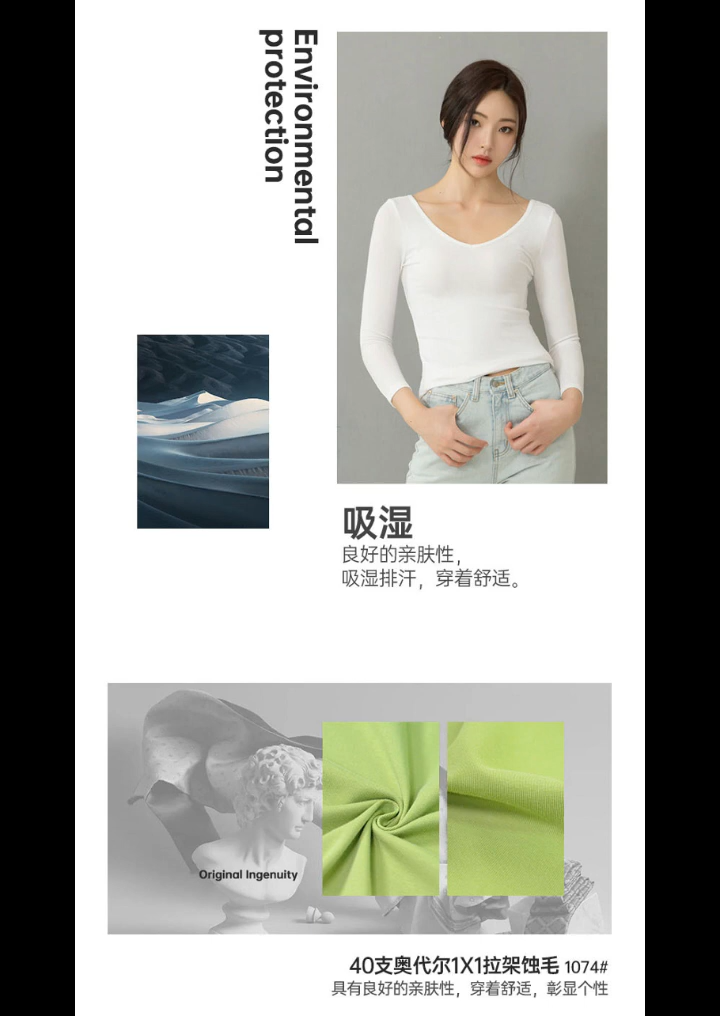 Environmental
protection
吸湿
良好的亲肤性，
吸湿排汗，穿着舒适。
Original Ingenuity
40支奥代尔1X1拉架蚀毛 1074#
具有良好的亲肤性，穿着舒适，彰显个性